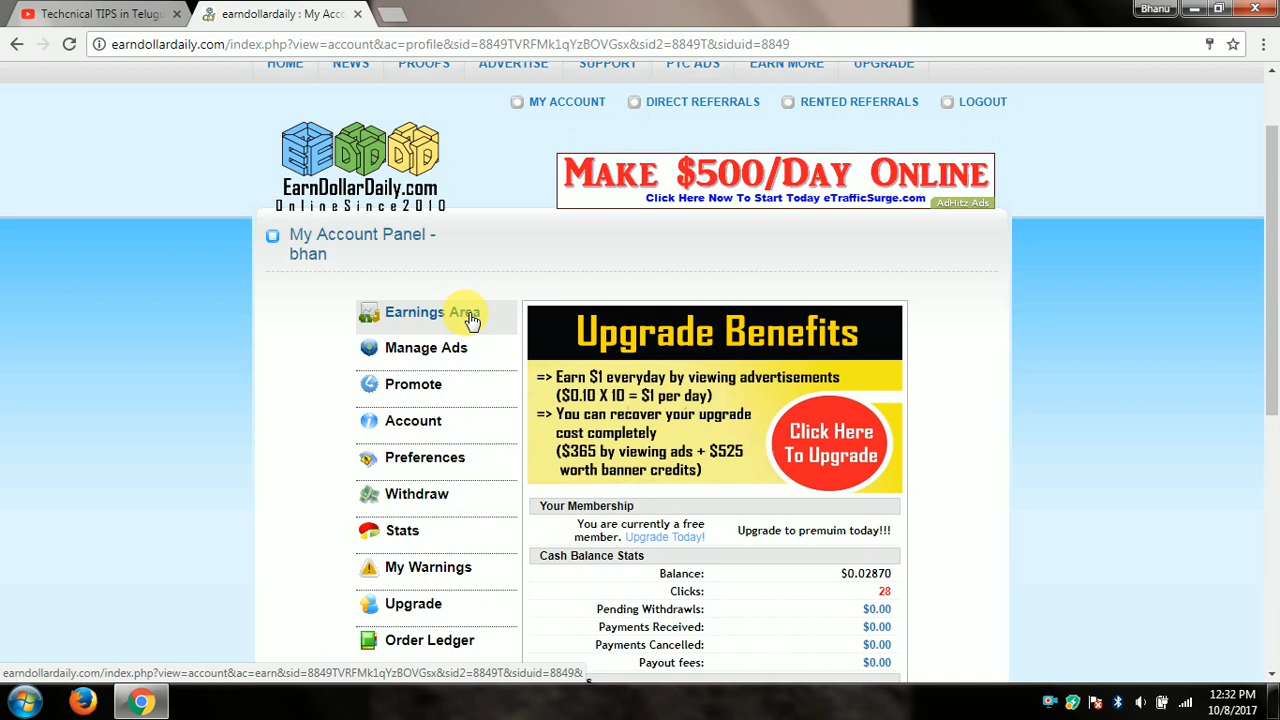 Techcnical TIPS in Telugu
earndollardaily : My Acco
Bhanu
earndollardaily.com/index.php?view=account&ac=profile&sid=8849TVRFMk1qYzBOVGsx&sid2=8849T&siduid=8849
HOME NEWS PROOFS ADVERTISE SUPPORT PTC ADS EARN MORE UPGRADE
MY ACCOUNT DIRECT REFERRALS RENTED REFERRALS LOGOUT
EDDD
EarnDollarDaily.com
OnlineSince2010
Make $500/Day Online
Click Here Now To Start Today eTrafficSurge.com
AdHitz Ads
My Account Panel -
bhan
Earnings Area
Manage Ads
Promote
Account
Preferences
Withdraw
Stats
My Warnings
Upgrade
Order Ledger
Upgrade Benefits
=> Earn $1 everyday by viewing advertisements
($0.10 X 10 = $1 per day)
=> You can recover your upgrade
cost completely
($365 by viewing ads + $525
worth banner credits)
Click Here
To Upgrade
Your Membership
You are currently a free
member. Upgrade Today!
Upgrade to premuim today!!!
Cash Balance Stats
Balance: $0.02870
Clicks: 28
Pending Withdrawls: $0.00
Payments Received: $0.00
Payments Cancelled: $0.00
Payout fees: $0.00
earndollardaily.com/index.php?view=account&ac=earn&sid=8849TVRFMk1qYzBOVGsx&sid2=8849T&siduid=8849&
12:32 PM
10/8/2017